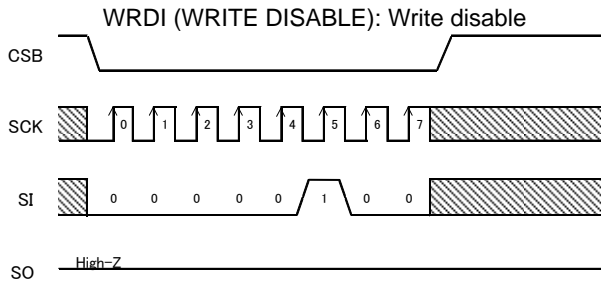 WRDI (WRITE DISABLE): Write disable
CSB
SCK 0 1 2 3 4 5 6 7
SI 0 0 0 0 0 1 0 0
High-Z
SO